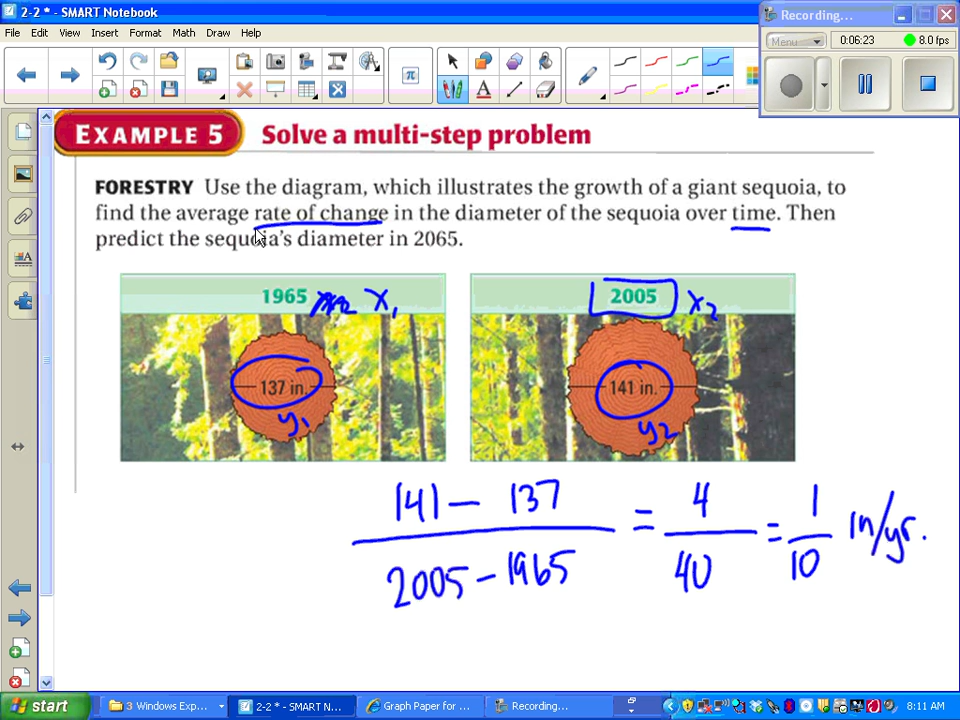 2-2 * - SMART Notebook
Recording...
File Edit View Insert Format Math Draw Help
Menu 0:06:23 8.0 fps
EXAMPLE 5 Solve a multi-step problem
FORESTRY Use the diagram, which illustrates the growth of a giant sequoia, to
find the average rate of change in the diameter of the sequoia over time. Then
predict the sequoia's diameter in 2065.
1965 x₁ 2005 x₂
137 in. 141 in.
y₁ y₂
141 - 137 = 4 = 1 in/yr.
2005 - 1965 40 10
start 3 Windows Exp... 2-2 * - SMART N... Graph Paper for ... Recording... 8:11 AM